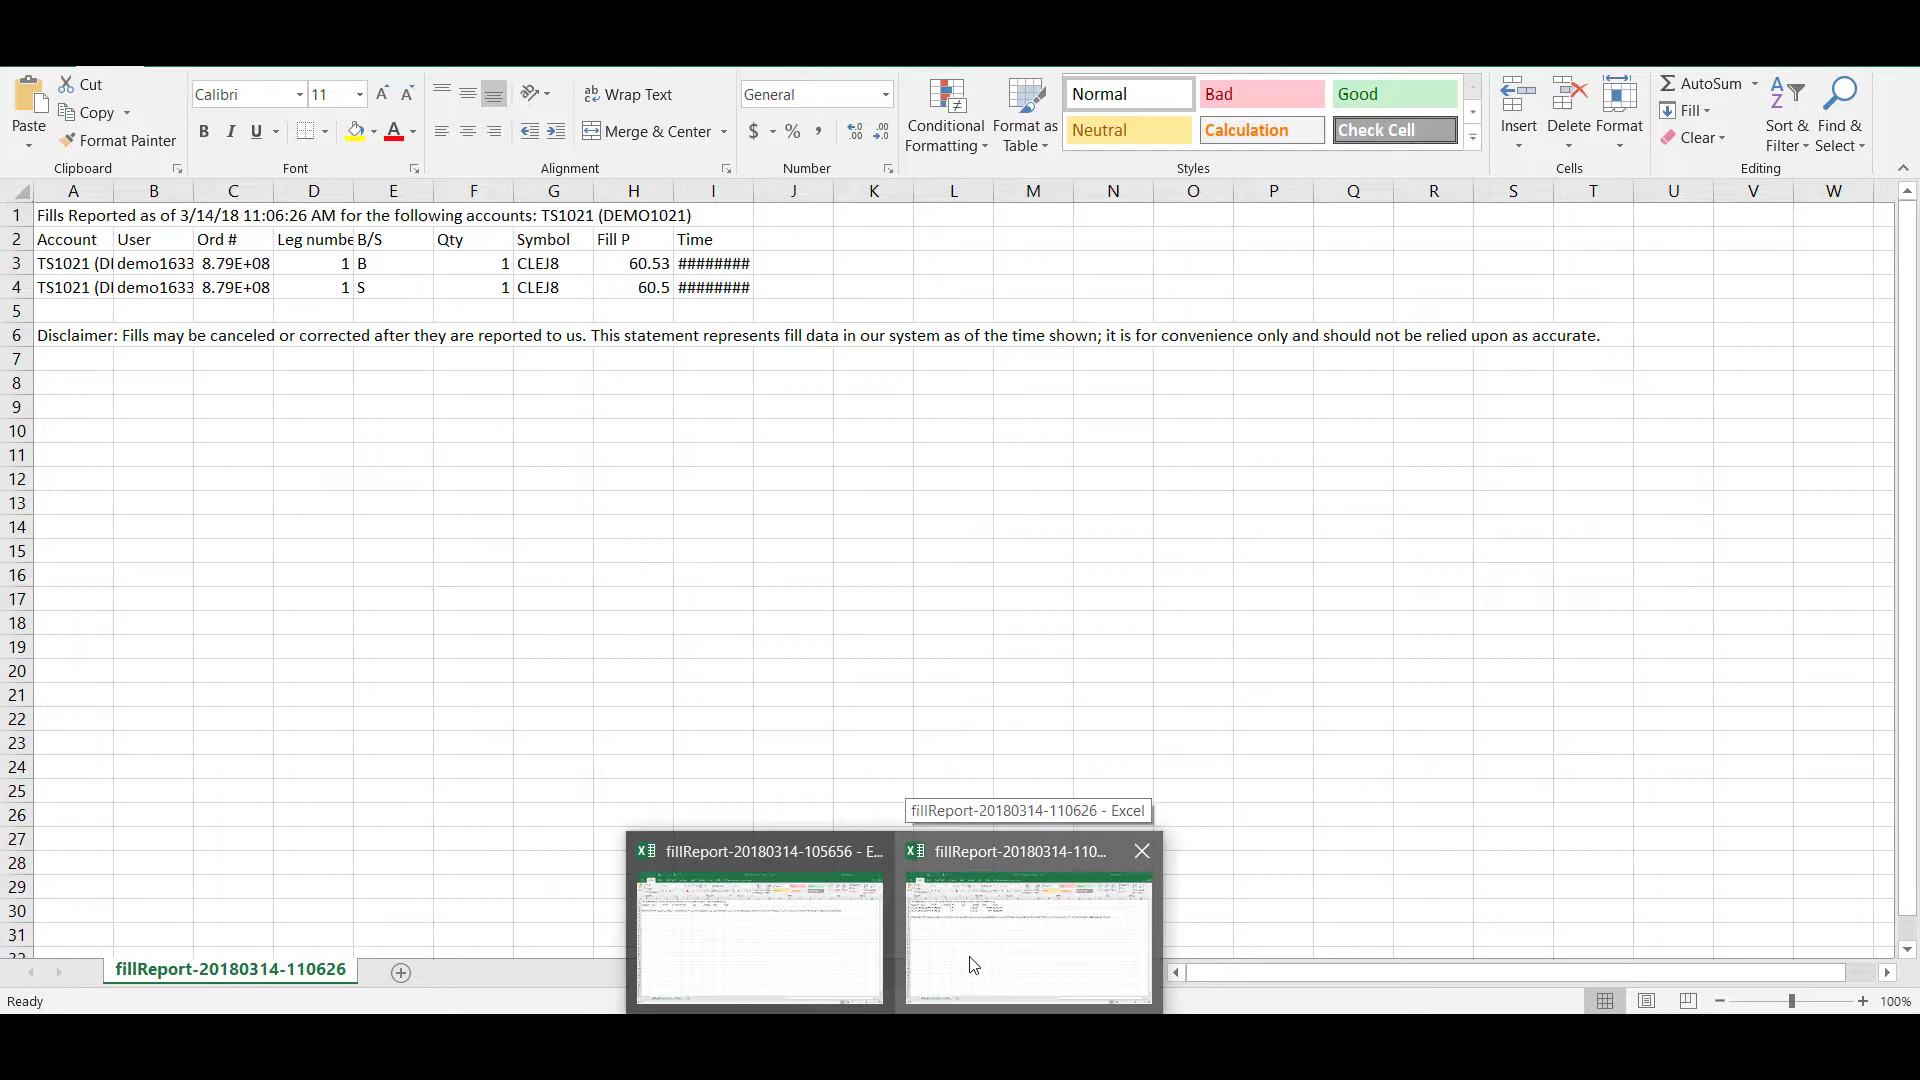 Cut
Copy
Format Painter
Paste
Clipboard
Calibri 11
B I U A
Font
Wrap Text
Merge & Center
Alignment
General
$ % ,
Number
Conditional Formatting
Format as Table
Normal Bad Good
Neutral Calculation Check Cell
Styles
Insert Delete Format
Cells
AutoSum
Fill
Clear
Sort & Filter
Find & Select
Editing
A B C D E F G H I J K L M N O P Q R S T U V W
1 Fills Reported as of 3/14/18 11:06:26 AM for the following accounts: TS1021 (DEMO1021)
2 Account User Ord # Leg numbe B/S Qty Symbol Fill P Time
3 TS1021 (DI demo1633 8.79E+08 1 B 1 CLEJ8 60.53 ########
4 TS1021 (DI demo1633 8.79E+08 1 S 1 CLEJ8 60.5 ########
5
6 Disclaimer: Fills may be canceled or corrected after they are reported to us. This statement represents fill data in our system as of the time shown; it is for convenience only and should not be relied upon as accurate.
7
8
9
10
11
12
13
14
15
16
17
18
19
20
21
22
23
24
25
26
27
28
29
30
31
fillReport-20180314-110626 - Excel
fillReport-20180314-105656 - E...
fillReport-20180314-110...
fillReport-20180314-110626
Ready
100%